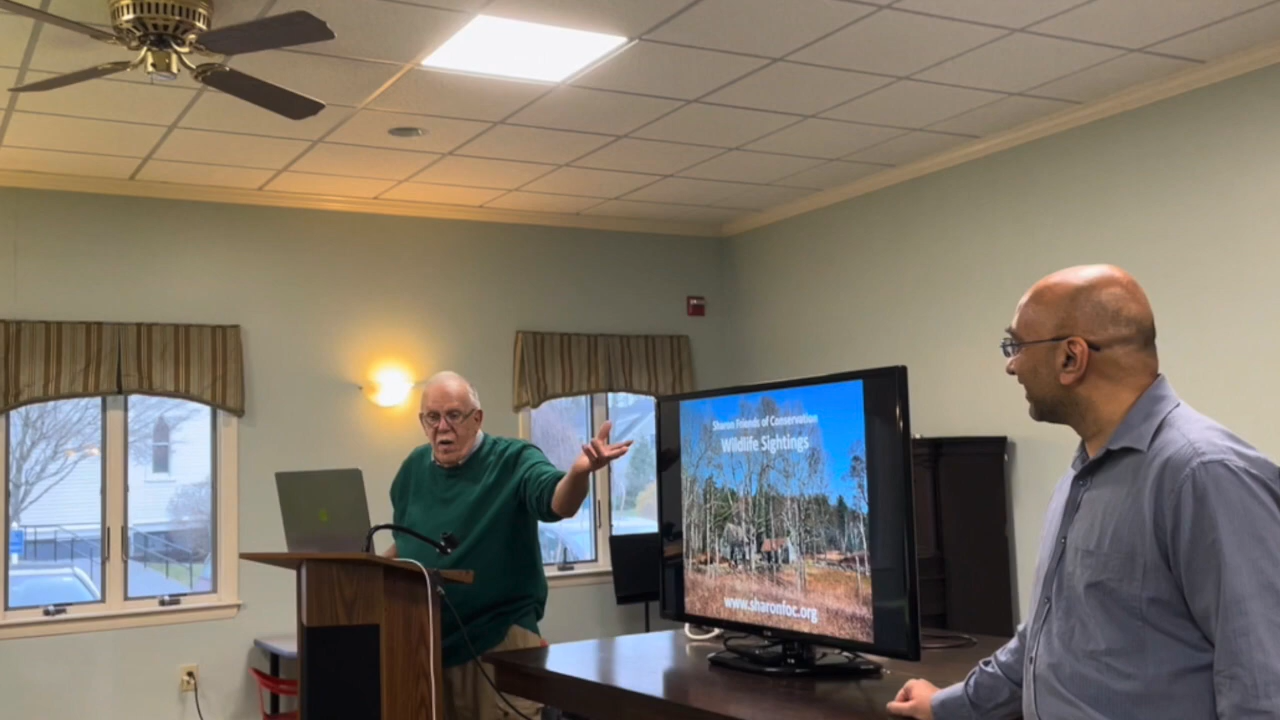 Sharon Friends of Conservation
Wildlife Sightings
www.sharonfoc.org